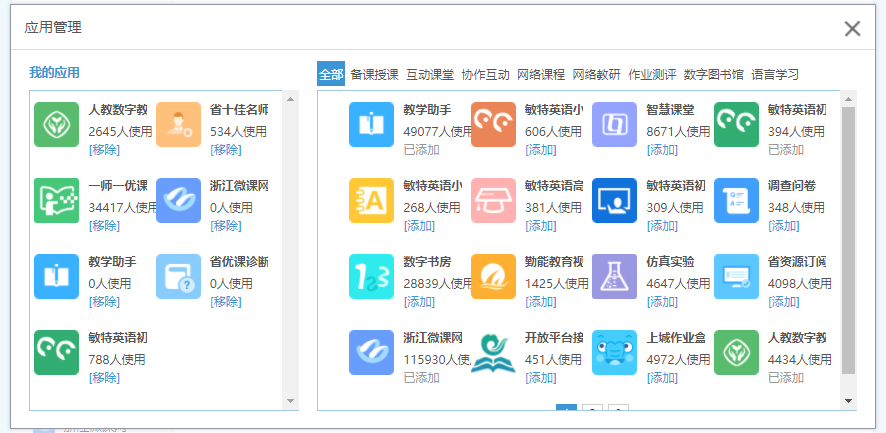 应用管理
我的应用
全部 备课授课 互动课堂 协作互动 网络课程 网络教研 作业测评 数字图书馆 语言学习
人教数字教
2645人使用
[移除]
省十佳名师
534人使用
[移除]
一师一优课
34417人使用
[移除]
浙江微课网
0人使用
[移除]
教学助手
0人使用
[移除]
省优课诊断
0人使用
[移除]
敏特英语初
788人使用
[移除]
教学助手
49077人使用
已添加
敏特英语小
606人使用
[添加]
智慧课堂
8671人使用
[添加]
敏特英语初
394人使用
已添加
敏特英语小
268人使用
[添加]
敏特英语高
381人使用
[添加]
敏特英语初
309人使用
[添加]
调查问卷
348人使用
[添加]
数字书房
28839人使用
[添加]
勤能教育视
1425人使用
[添加]
仿真实验
4647人使用
[添加]
省资源订阅
4098人使用
[添加]
浙江微课网
115930人使
已添加
开放平台接
451人使用
[添加]
上城作业盒
4972人使用
[添加]
人教数字教
4434人使用
已添加